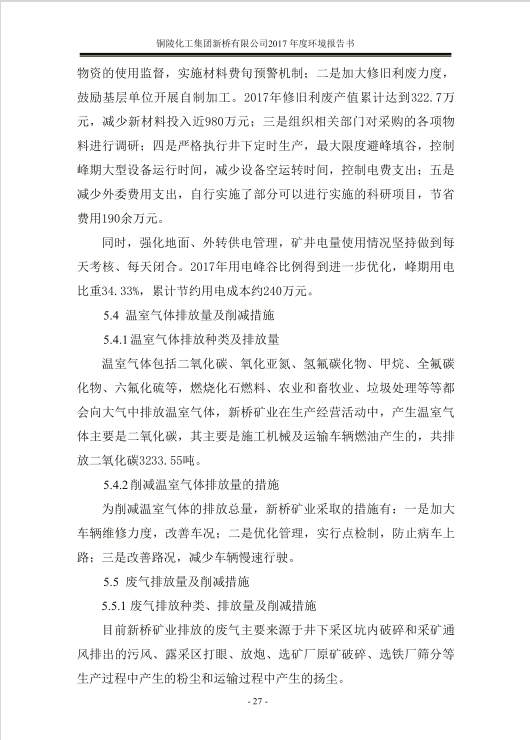 铜陵化工集团新桥有限公司2017 年度环境报告书
物资的使用监督，实施材料费旬预警机制；二是加大修旧利废力度，
鼓励基层单位开展自制加工。2017年修旧利废产值累计达到322.7万
元，减少新材料投入近980万元；三是组织相关部门对采购的各项物
料进行调研；四是严格执行井下定时生产，最大限度避峰填谷，控制
峰期大型设备运行时间，减少设备空运转时间，控制电费支出；五是
减少外委费用支出，自行实施了部分可以进行实施的科研项目，节省
费用190余万元。
同时，强化地面、外转供电管理，矿井电量使用情况坚持做到每
天考核、每天闭合。2017年用电峰谷比例得到进一步优化，峰期用电
比重34.33%，累计节约用电成本约240万元。
5.4 温室气体排放量及削减措施
5.4.1温室气体排放种类及排放量
温室气体包括二氧化碳、氧化亚氮、氢氟碳化物、甲烷、全氟碳
化物、六氟化硫等，燃烧化石燃料、农业和畜牧业、垃圾处理等等都
会向大气中排放温室气体，新桥矿业在生产经营活动中，产生温室气
体主要是二氧化碳，其主要是施工机械及运输车辆燃油产生的，共排
放二氧化碳3233.55吨。
5.4.2削减温室气体排放量的措施
为削减温室气体的排放总量，新桥矿业采取的措施有：一是加大
车辆维修力度，改善车况；二是优化管理，实行点检制，防止病车上
路；三是改善路况，减少车辆慢速行驶。
5.5 废气排放量及削减措施
5.5.1 废气排放种类、排放量及削减措施
目前新桥矿业排放的废气主要来源于井下采区坑内破碎和采矿通
风排出的污风、露采区打眼、放炮、选矿厂原矿破碎、选铁厂筛分等
生产过程中产生的粉尘和运输过程中产生的扬尘。
- 27 -